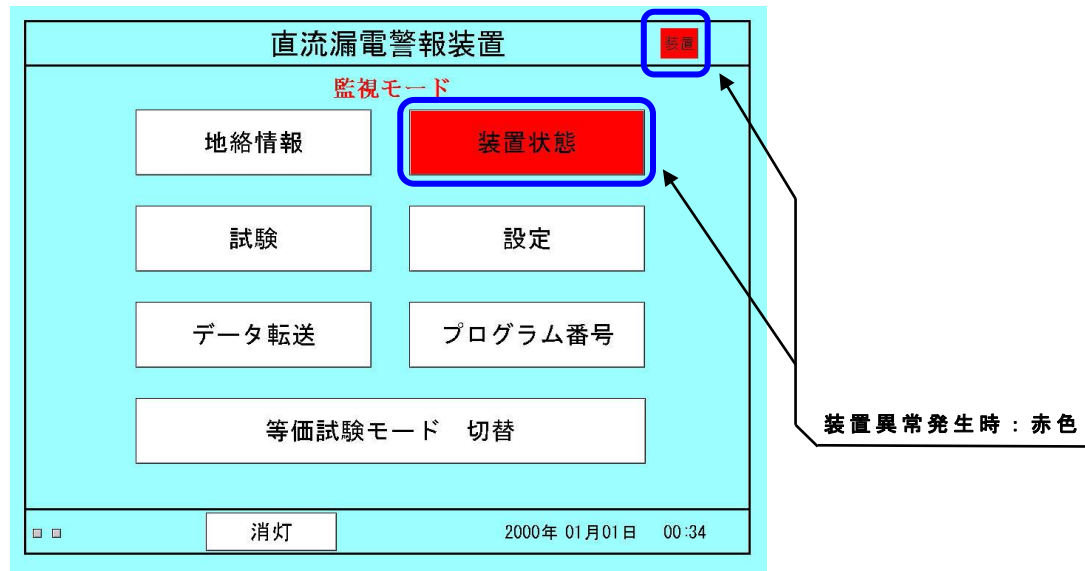 直流漏電警報装置 装置
監視モード
地絡情報 装置状態
試験 設定
データ転送 プログラム番号
等価試験モード 切替
装置異常発生時：赤色
消灯 2000年 01月01日 00:34